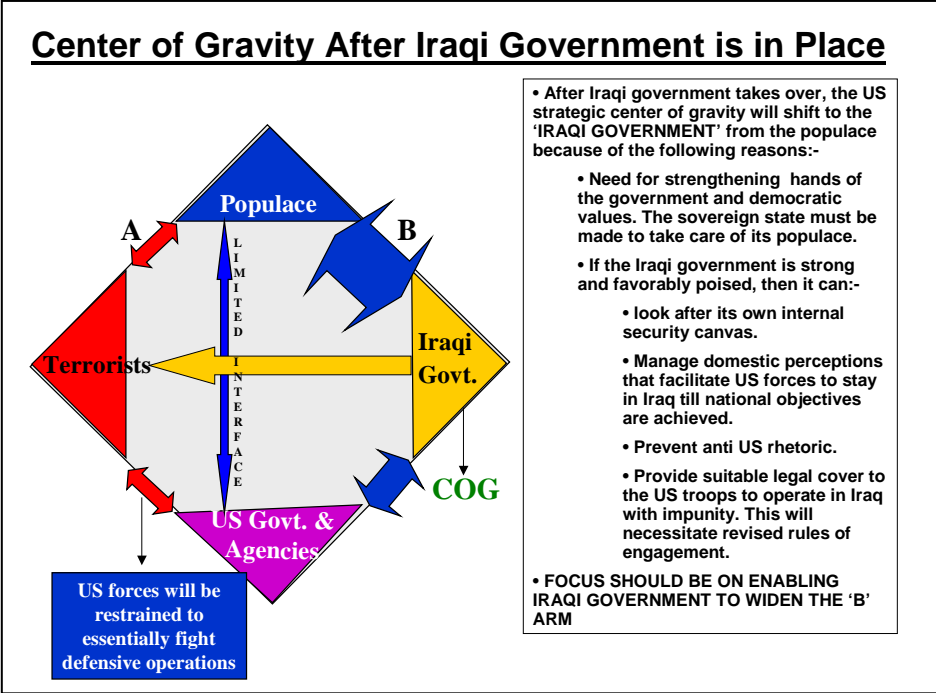 Center of Gravity After Iraqi Government is in Place
• After Iraqi government takes over, the US
strategic center of gravity will shift to the
‘IRAQI GOVERNMENT’ from the populace
because of the following reasons:-
• Need for strengthening hands of
the government and democratic
values. The sovereign state must be
made to take care of its populace.
• If the Iraqi government is strong
and favorably poised, then it can:-
• look after its own internal
security canvas.
• Manage domestic perceptions
that facilitate US forces to stay
in Iraq till national objectives
are achieved.
• Prevent anti US rhetoric.
• Provide suitable legal cover to
the US troops to operate in Iraq
with impunity. This will
necessitate revised rules of
engagement.
• FOCUS SHOULD BE ON ENABLING
IRAQI GOVERNMENT TO WIDEN THE ‘B’
ARM
Populace
A
B
LIMITED INTERFACE
Terrorists
Iraqi
Govt.
COG
US Govt. &
Agencies
US forces will be
restrained to
essentially fight
defensive operations